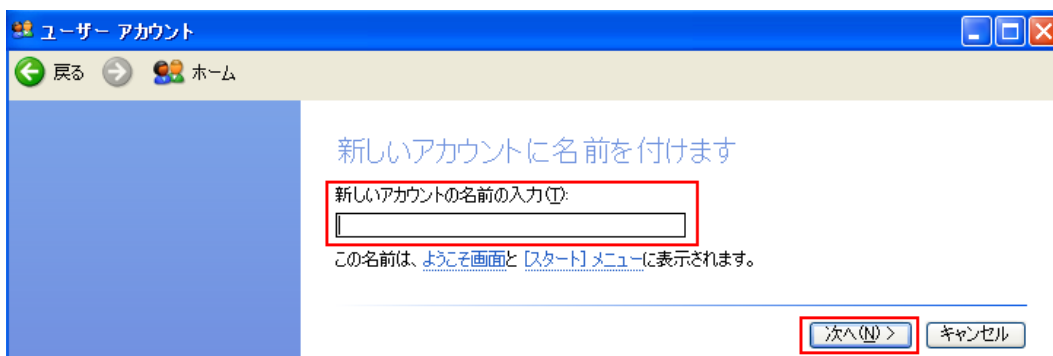 ユーザー アカウント
戻る ホーム
新しいアカウントに名前を付けます
新しいアカウントの名前の入力(T):
この名前は、ようこそ画面と [スタート] メニューに表示されます。
次へ(N) > キャンセル